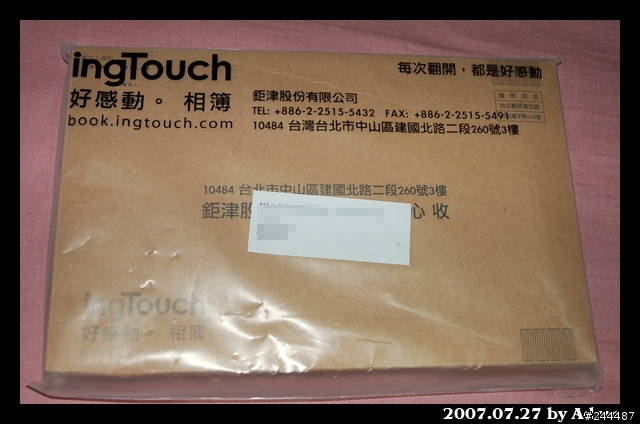 ingTouch
好感動。 相簿
book.ingtouch.com
每次翻開，都是好感動
鉅津股份有限公司
TEL: +886-2-2515-5432 FAX: +886-2-2515-5491
10484 台灣台北市中山區建國北路二段260號3樓
10484 台北市中山區建國北路二段260號3樓
鉅津股 心 收
ingTouch
好感動。 相簿
2007.07.27 by
#244487